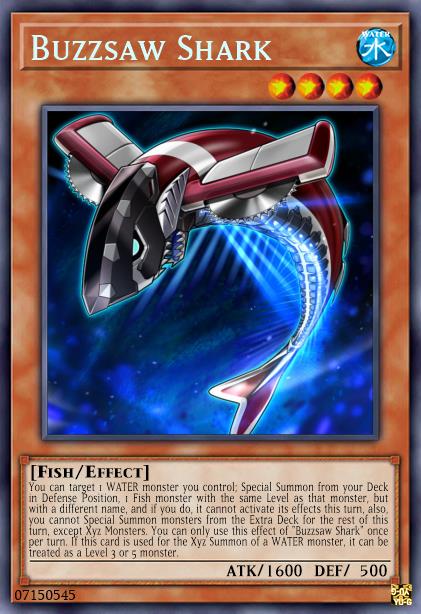 Buzzsaw Shark
WATER
水
[Fish/Effect]
You can target 1 WATER monster you control; Special Summon from your Deck
in Defense Position, 1 Fish monster with the same Level as that monster, but
with a different name, and if you do, it cannot activate its effects this turn, also,
you cannot Special Summon monsters from the Extra Deck for the rest of this
turn, except Xyz Monsters. You can only use this effect of "Buzzsaw Shark" once
per turn. If this card is used for the Xyz Summon of a WATER monster, it can be
treated as a Level 3 or 5 monster.
ATK/1600 DEF/ 500
07150545